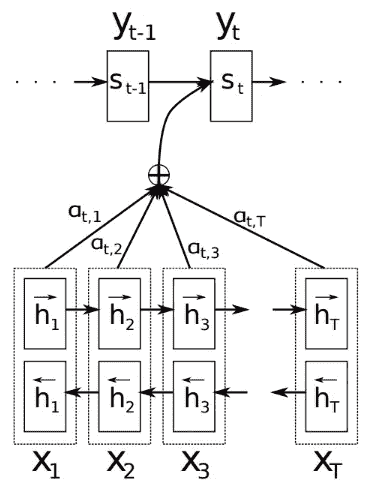 y_{t-1} y_t
. . . s_{t-1} s_t . . .
a_{t,1} a_{t,2} a_{t,3} a_{t,T}
\overrightarrow{h}_1 \overrightarrow{h}_2 \overrightarrow{h}_3 \overrightarrow{h}_T
\overleftarrow{h}_1 \overleftarrow{h}_2 \overleftarrow{h}_3 \overleftarrow{h}_T
x_1 x_2 x_3 x_T